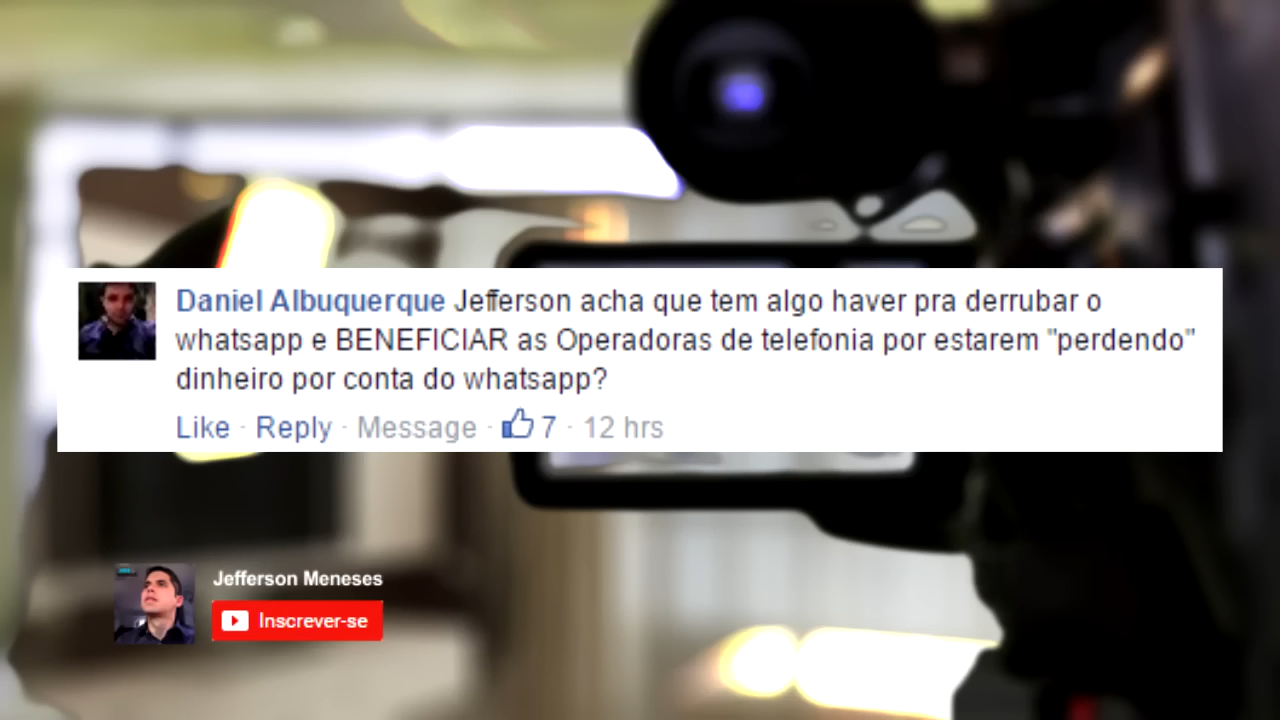 Daniel Albuquerque Jefferson acha que tem algo haver pra derrubar o
whatsapp e BENEFICIAR as Operadoras de telefonia por estarem "perdendo"
dinheiro por conta do whatsapp?
Like · Reply · Message · 7 · 12 hrs
Jefferson Meneses
Inscrever-se